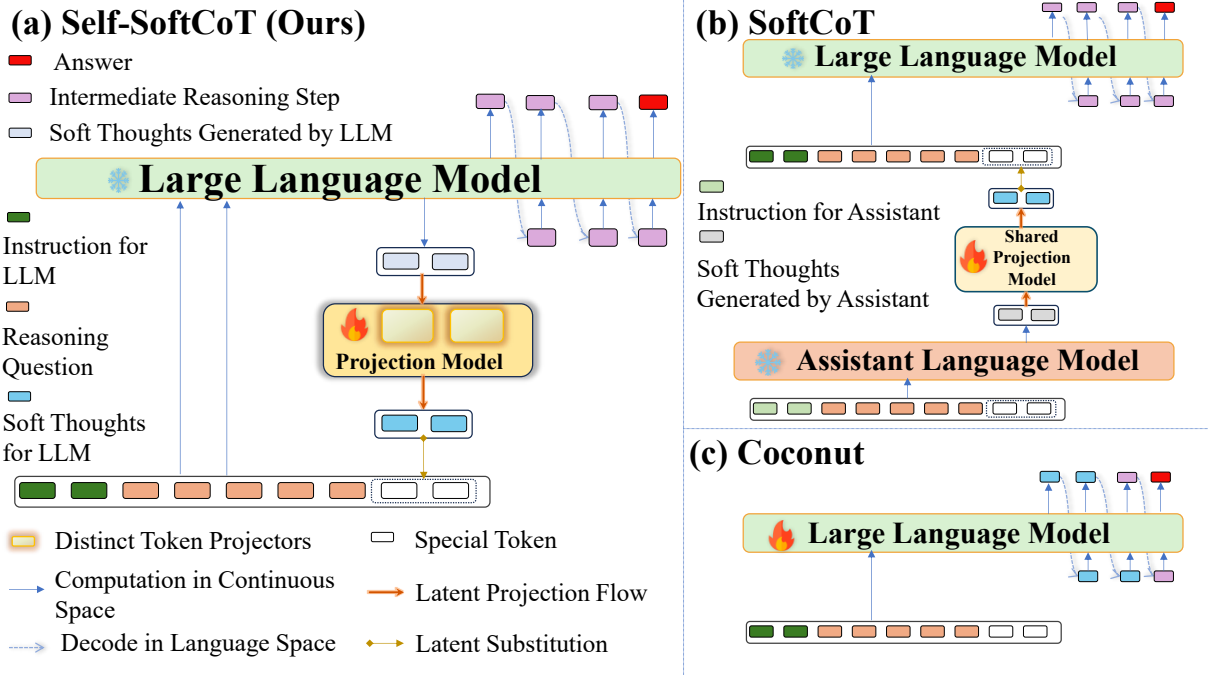 (a) Self-SoftCoT (Ours)
Answer
Intermediate Reasoning Step
Soft Thoughts Generated by LLM
Large Language Model
Instruction for
LLM
Reasoning
Question
Soft Thoughts
for LLM
Projection Model
Distinct Token Projectors
Special Token
Computation in Continuous
Space
Latent Projection Flow
Decode in Language Space
Latent Substitution
(b) SoftCoT
Large Language Model
Instruction for Assistant
Soft Thoughts
Generated by Assistant
Shared
Projection
Model
Assistant Language Model
(c) Coconut
Large Language Model